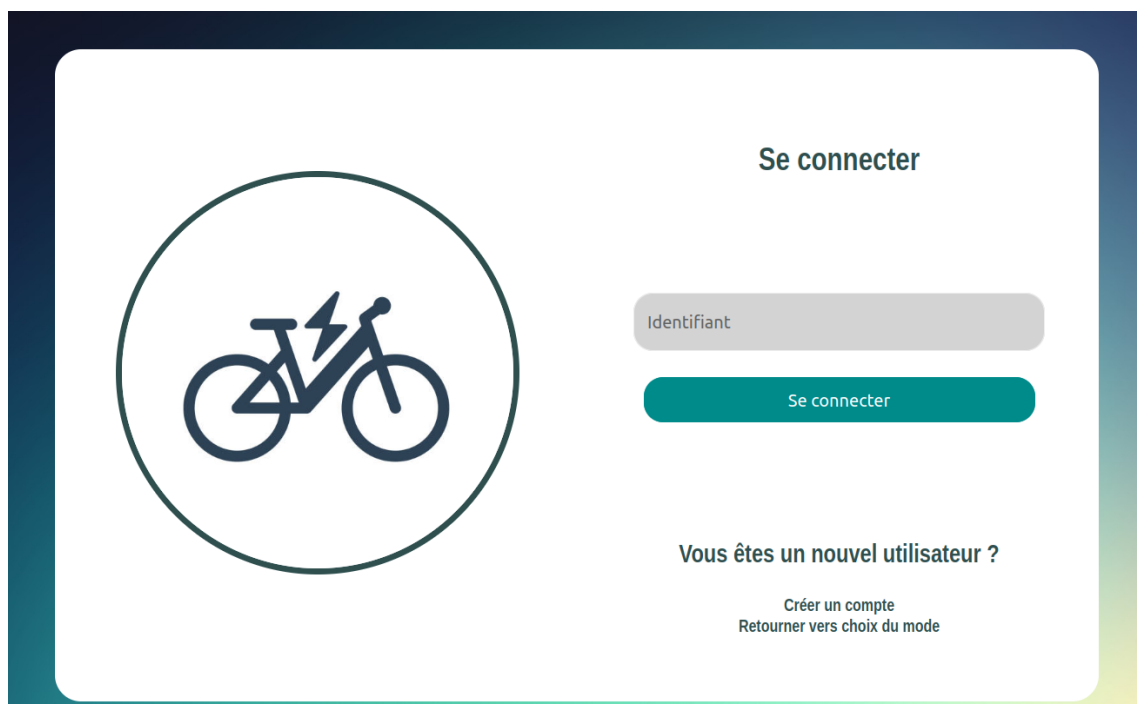 Se connecter
Identifiant
Se connecter
Vous êtes un nouvel utilisateur ?
Créer un compte
Retourner vers choix du mode